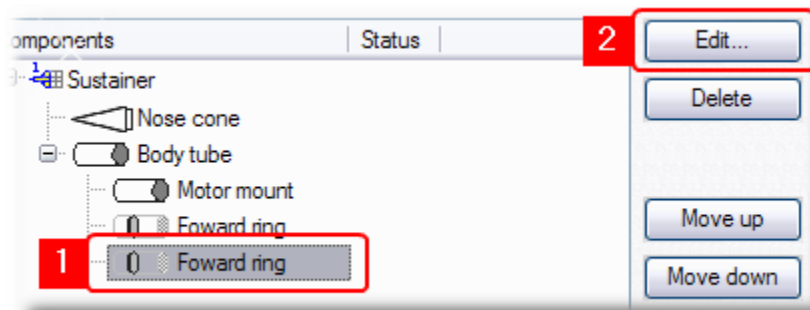 omponents Status 2 Edit...
1 Sustainer
Delete
Nose cone
Body tube
Motor mount
Foward ring Move up
1 Foward ring
Move down